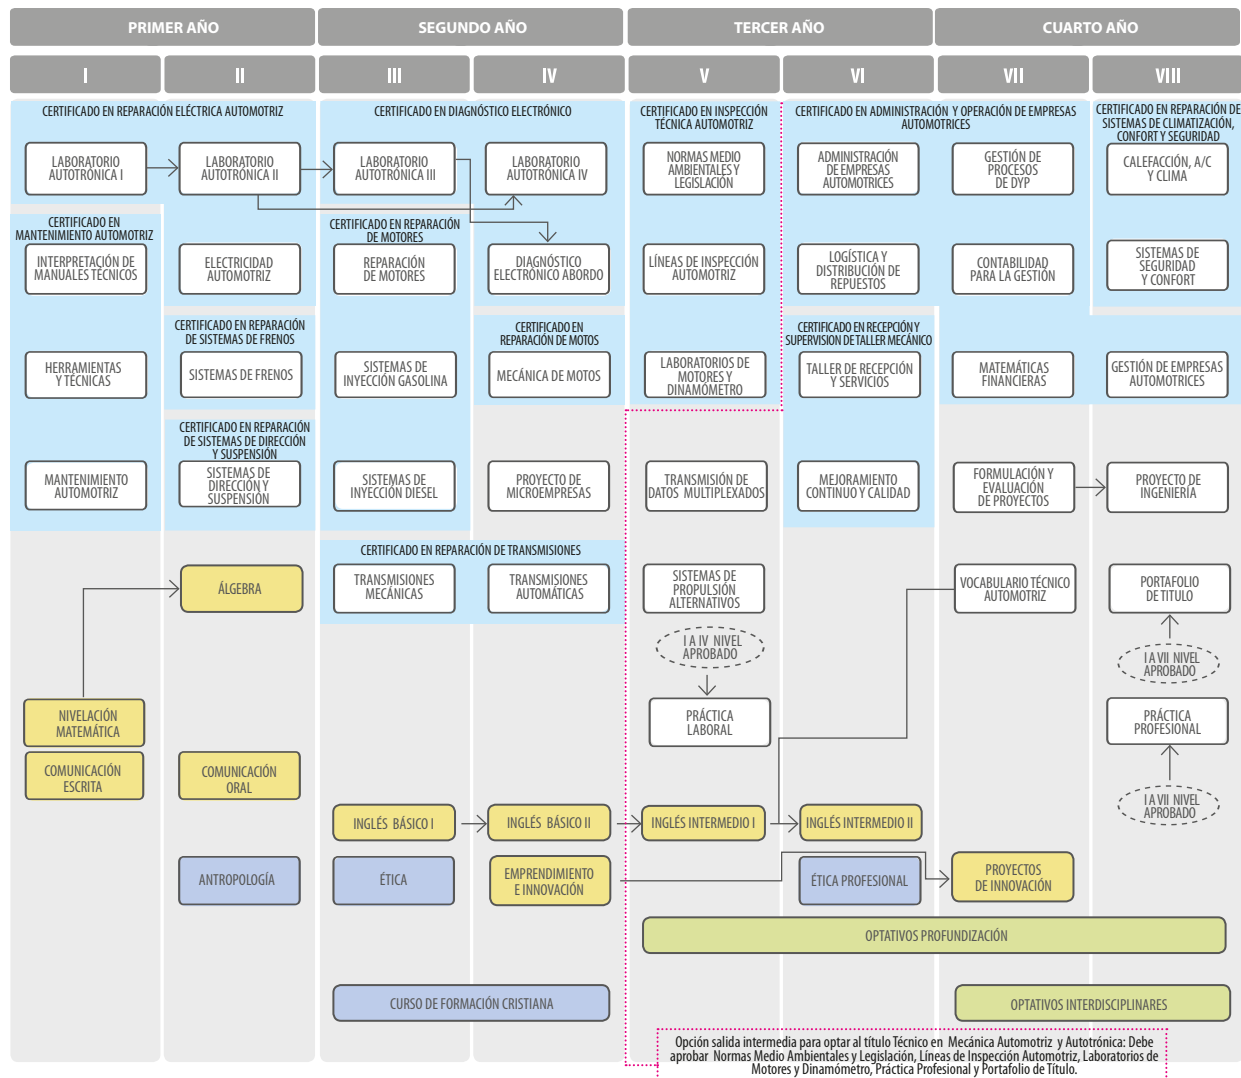 PRIMER AÑO
SEGUNDO AÑO
TERCER AÑO
CUARTO AÑO
I
II
III
IV
V
VI
VII
VIII
CERTIFICADO EN REPARACIÓN ELÉCTRICA AUTOMOTRIZ
CERTIFICADO EN DIAGNÓSTICO ELECTRÓNICO
CERTIFICADO EN INSPECCIÓN
TÉCNICA AUTOMOTRIZ
CERTIFICADO EN ADMINISTRACIÓN Y OPERACIÓN DE EMPRESAS
AUTOMOTRICES
CERTIFICADO EN REPARACIÓN DE
SISTEMAS DE CLIMATIZACIÓN,
CONFORT Y SEGURIDAD
LABORATORIO
AUTOTRÓNICA I
LABORATORIO
AUTOTRÓNICA II
LABORATORIO
AUTOTRÓNICA III
LABORATORIO
AUTOTRÓNICA IV
NORMAS MEDIO
AMBIENTALES Y
LEGISLACIÓN
ADMINISTRACIÓN
DE EMPRESAS
AUTOMOTRICES
GESTIÓN DE
PROCESOS
DE DYP
CALEFACCIÓN, A/C
Y CLIMA
CERTIFICADO EN
MANTENIMIENTO AUTOMOTRIZ
CERTIFICADO EN REPARACIÓN
DE MOTORES
INTERPRETACIÓN DE
MANUALES TÉCNICOS
ELECTRICIDAD
AUTOMOTRIZ
REPARACIÓN
DE MOTORES
DIAGNÓSTICO
ELECTRÓNICO ABORDO
LÍNEAS DE INSPECCIÓN
AUTOMOTRIZ
LOGÍSTICA Y
DISTRIBUCIÓN DE
REPUESTOS
CONTABILIDAD
PARA LA GESTIÓN
SISTEMAS DE
SEGURIDAD
Y CONFORT
CERTIFICADO EN REPARACIÓN
DE SISTEMAS DE FRENOS
CERTIFICADO EN
REPARACIÓN DE MOTOS
CERTIFICADO EN RECEPCIÓN Y
SUPERVISION DE TALLER MECÁNICO
HERRAMIENTAS
Y TÉCNICAS
SISTEMAS DE FRENOS
SISTEMAS DE
INYECCIÓN GASOLINA
MECÁNICA DE MOTOS
LABORATORIOS DE
MOTORES Y
DINAMÓMETRO
TALLER DE RECEPCIÓN
Y SERVICIOS
MATEMÁTICAS
FINANCIERAS
GESTIÓN DE EMPRESAS
AUTOMOTRICES
CERTIFICADO EN REPARACIÓN
DE SISTEMAS DE DIRECCIÓN
Y SUSPENSIÓN
MANTENIMIENTO
AUTOMOTRIZ
SISTEMAS DE
DIRECCIÓN Y
SUSPENSIÓN
SISTEMAS DE
INYECCIÓN DIESEL
PROYECTO DE
MICROEMPRESAS
TRANSMISIÓN DE
DATOS MULTIPLEXADOS
MEJORAMIENTO
CONTINUO Y CALIDAD
FORMULACIÓN Y
EVALUACIÓN
DE PROYECTOS
PROYECTO DE
INGENIERÍA
CERTIFICADO EN REPARACIÓN DE TRANSMISIONES
ÁLGEBRA
TRANSMISIONES
MECÁNICAS
TRANSMISIONES
AUTOMÁTICAS
SISTEMAS DE
PROPULSIÓN
ALTERNATIVOS
VOCABULARIO TÉCNICO
AUTOMOTRIZ
PORTAFOLIO
DE TITULO
I A IV NIVEL
APROBADO
I A VII NIVEL
APROBADO
NIVELACIÓN
MATEMÁTICA
PRÁCTICA
LABORAL
PRÁCTICA
PROFESIONAL
COMUNICACIÓN
ESCRITA
COMUNICACIÓN
ORAL
I A VII NIVEL
APROBADO
INGLÉS BÁSICO I
INGLÉS BÁSICO II
INGLÉS INTERMEDIO I
INGLÉS INTERMEDIO II
ANTROPOLOGÍA
ÉTICA
EMPRENDIMIENTO
E INNOVACIÓN
ÉTICA PROFESIONAL
PROYECTOS
DE INNOVACIÓN
OPTATIVOS PROFUNDIZACIÓN
CURSO DE FORMACIÓN CRISTIANA
OPTATIVOS INTERDISCIPLINARES
Opción salida intermedia para optar al título Técnico en Mecánica Automotriz y Autotrónica: Debe
aprobar Normas Medio Ambientales y Legislación, Líneas de Inspección Automotriz, Laboratorios de
Motores y Dinamómetro, Práctica Profesional y Portafolio de Título.